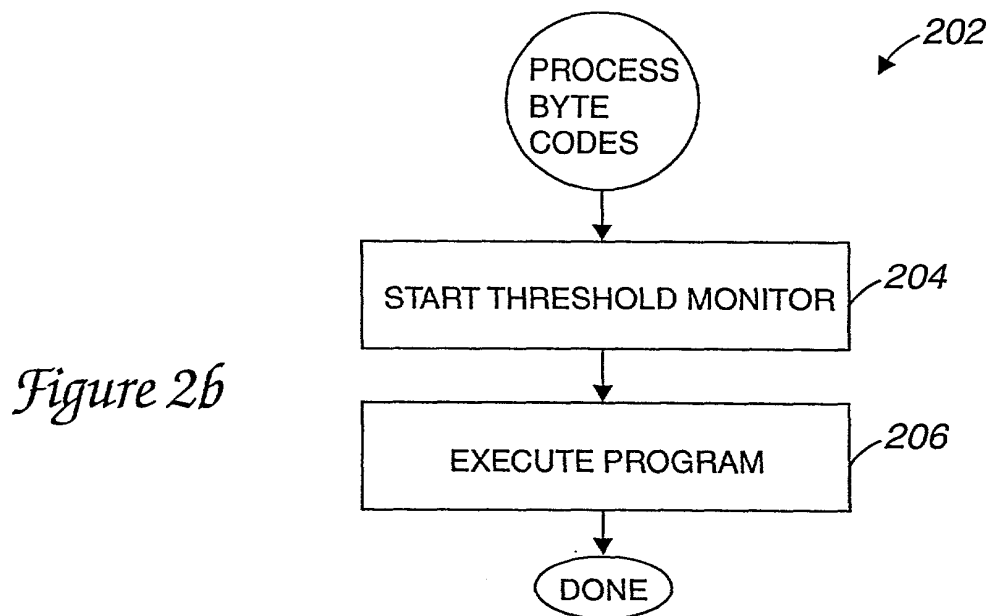 202
PROCESS
BYTE
CODES
START THRESHOLD MONITOR
204
Figure 2b
EXECUTE PROGRAM
206
DONE